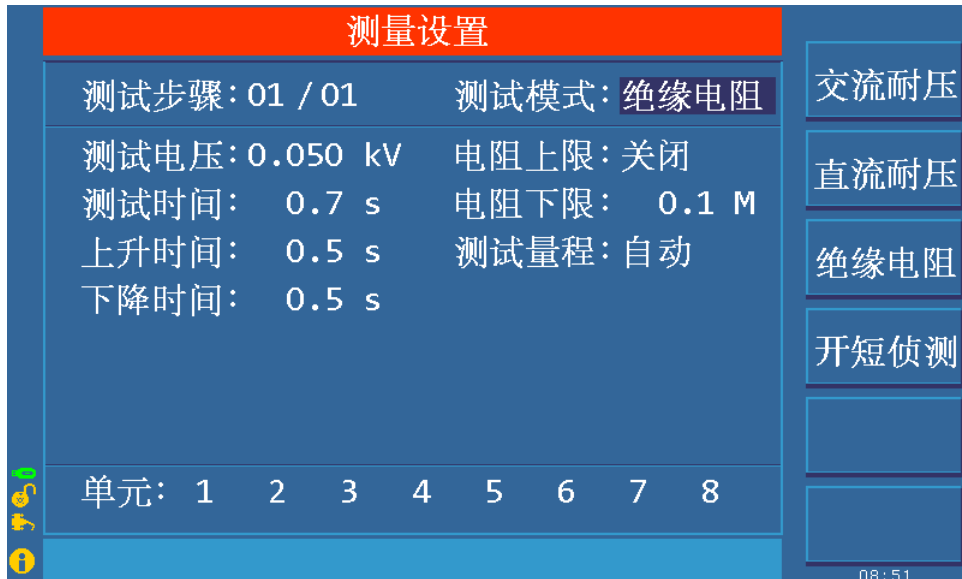 测量设置
测试步骤：01 / 01 测试模式：绝缘电阻
测试电压：0.050 kV 电阻上限：关闭
测试时间： 0.7 s 电阻下限： 0.1 M
上升时间： 0.5 s 测试量程：自动
下降时间： 0.5 s
单元： 1 2 3 4 5 6 7 8
交流耐压
直流耐压
绝缘电阻
开短侦测
08:51